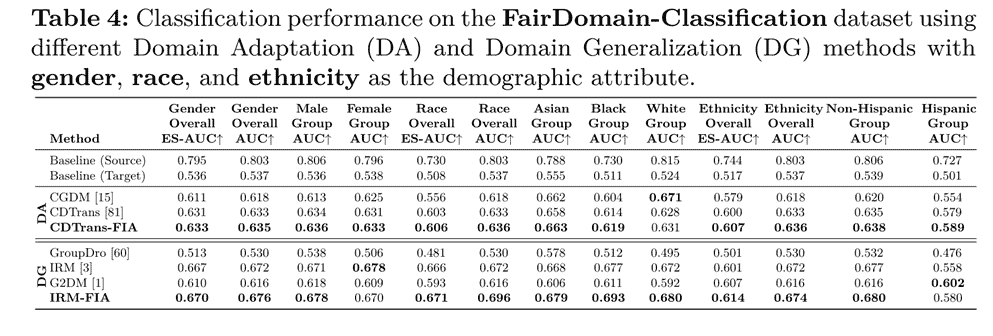 Table 4: Classification performance on the FairDomain-Classification dataset using
different Domain Adaptation (DA) and Domain Generalization (DG) methods with
gender, race, and ethnicity as the demographic attribute.
Gender Gender Male Female Race Race Asian Black White Ethnicity Ethnicity Non-Hispanic Hispanic
Overall Overall Group Group Overall Overall Group Group Group Overall Overall Group Group
Method ES-AUC↑ AUC↑ AUC↑ AUC↑ ES-AUC↑ AUC↑ AUC↑ AUC↑ AUC↑ ES-AUC↑ AUC↑ AUC↑ AUC↑
Baseline (Source) 0.795 0.803 0.806 0.796 0.730 0.803 0.788 0.730 0.815 0.744 0.803 0.806 0.727
Baseline (Target) 0.536 0.537 0.536 0.538 0.508 0.537 0.555 0.511 0.524 0.517 0.537 0.539 0.501
DA
CGDM [15] 0.611 0.618 0.613 0.625 0.556 0.618 0.662 0.604 0.671 0.579 0.618 0.620 0.554
CDTrans [81] 0.631 0.633 0.634 0.631 0.603 0.633 0.658 0.614 0.628 0.600 0.633 0.635 0.579
CDTrans-FIA 0.633 0.635 0.636 0.633 0.606 0.636 0.663 0.619 0.631 0.607 0.636 0.638 0.589
DG
GroupDro [60] 0.513 0.530 0.538 0.506 0.481 0.530 0.578 0.512 0.495 0.501 0.530 0.532 0.476
IRM [3] 0.667 0.672 0.671 0.678 0.666 0.672 0.668 0.677 0.672 0.601 0.672 0.677 0.558
G2DM [1] 0.610 0.616 0.618 0.609 0.593 0.616 0.606 0.611 0.592 0.607 0.616 0.616 0.602
IRM-FIA 0.670 0.676 0.678 0.670 0.671 0.696 0.679 0.693 0.680 0.614 0.674 0.680 0.580